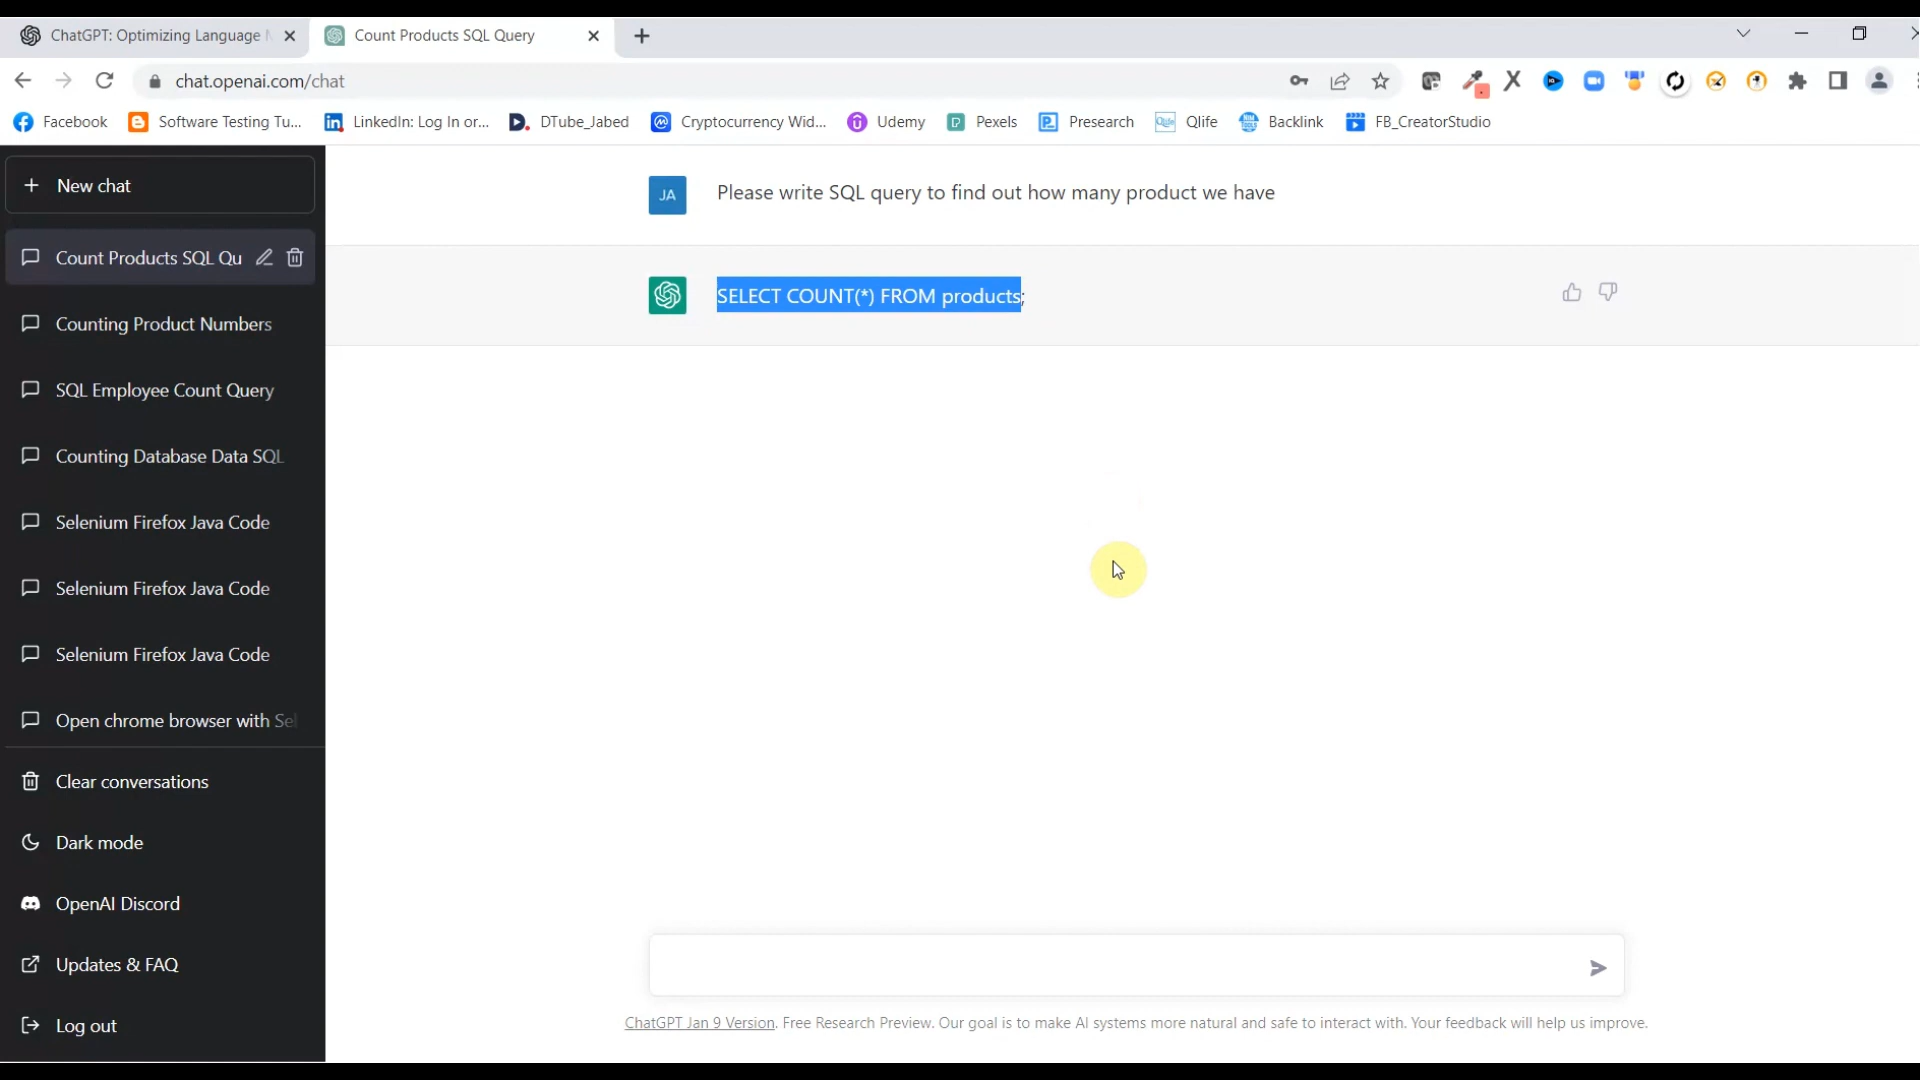 ChatGPT: Optimizing Language
Count Products SQL Query
chat.openai.com/chat
Facebook
Software Testing Tu...
LinkedIn: Log In or...
DTube_Jabed
Cryptocurrency Wid...
Udemy
Pexels
Presearch
Qlife
Backlink
FB_CreatorStudio
New chat
Count Products SQL Qu
Counting Product Numbers
SQL Employee Count Query
Counting Database Data SQL
Selenium Firefox Java Code
Selenium Firefox Java Code
Selenium Firefox Java Code
Open chrome browser with Sel
Clear conversations
Dark mode
OpenAI Discord
Updates & FAQ
Log out
JA
Please write SQL query to find out how many product we have
SELECT COUNT(*) FROM products;
ChatGPT Jan 9 Version. Free Research Preview. Our goal is to make AI systems more natural and safe to interact with. Your feedback will help us improve.